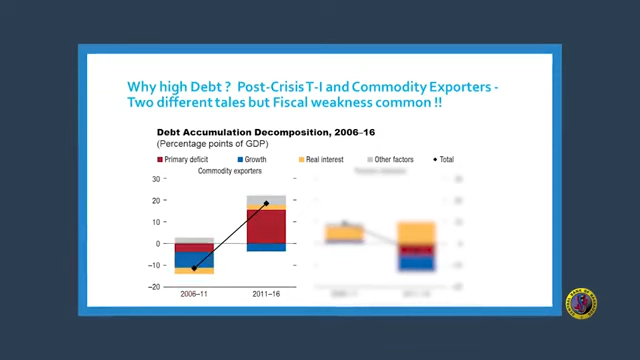 Why high Debt ? Post-Crisis T-I and Commodity Exporters -
Two different tales but Fiscal weakness common !!
Debt Accumulation Decomposition, 2006–16
(Percentage points of GDP)
Primary deficit Growth Real interest Other factors Total
Commodity exporters
30
20
10
0
−10
−20
2006–11 2011–16